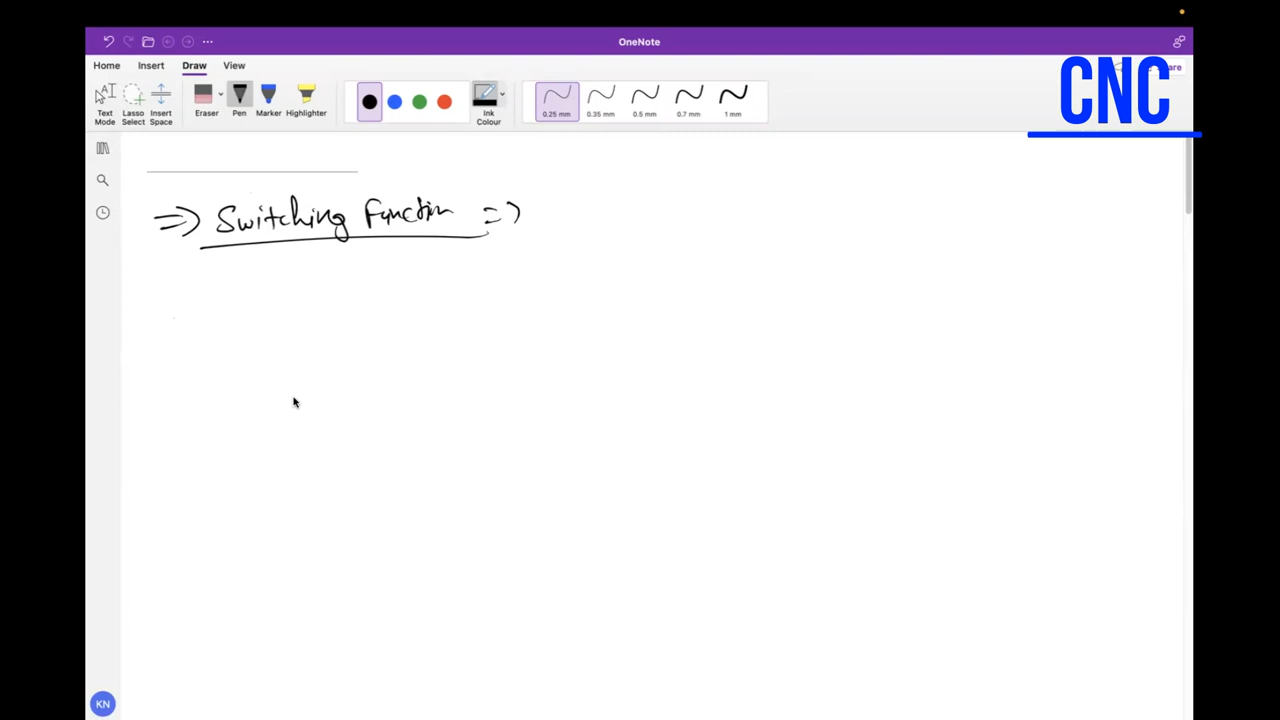 OneNote
Home Insert Draw View
CNC
Text Mode
Lasso Select
Insert Space
Eraser
Pen
Marker
Highlighter
Ink Colour
0.25 mm
0.35 mm
0.5 mm
0.7 mm
1 mm
=> Switching Function =>
KN